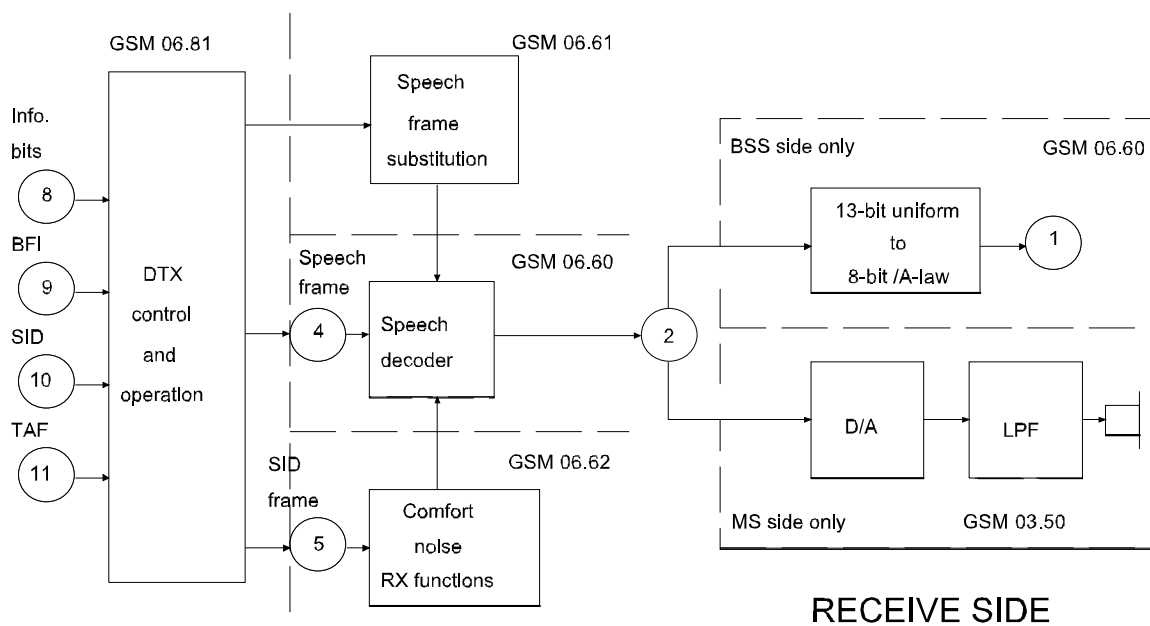 GSM 06.81
GSM 06.61
Info.
bits
8
BFI
9
SID
10
TAF
11
DTX
control
and
operation
Speech
frame
substitution
Speech
frame
4
GSM 06.60
Speech
decoder
SID
frame
5
GSM 06.62
Comfort
noise
RX functions
2
BSS side only
GSM 06.60
13-bit uniform
to
8-bit /A-law
1
D/A
LPF
MS side only
GSM 03.50
RECEIVE SIDE